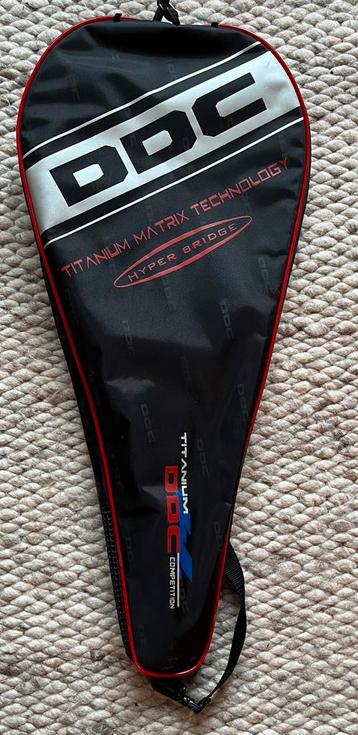 DDC
TITANIUM MATRIX TECHNOLOGY
HYPER BRIDGE
TITANIUM
DDC
COMPETITION